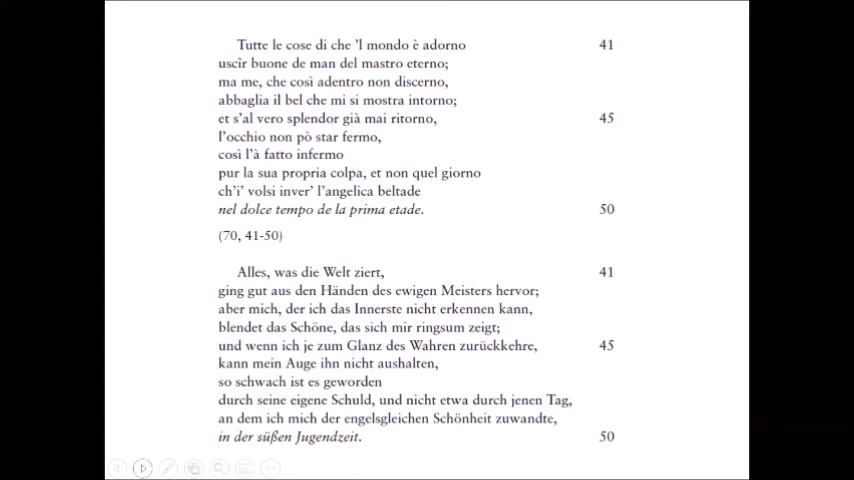 Tutte le cose di che 'l mondo è adorno 41
uscîr buone de man del mastro eterno;
ma me, che così adentro non discerno,
abbaglia il bel che mi si mostra intorno;
et s'al vero splendor già mai ritorno, 45
l'occhio non pò star fermo,
così l'à fatto infermo
pur la sua propria colpa, et non quel giorno
ch'i' volsi inver' l'angelica beltade
nel dolce tempo de la prima etade. 50
(70, 41-50)
Alles, was die Welt ziert, 41
ging gut aus den Händen des ewigen Meisters hervor;
aber mich, der ich das Innerste nicht erkennen kann,
blendet das Schöne, das sich mir ringsum zeigt;
und wenn ich je zum Glanz des Wahren zurückkehre, 45
kann mein Auge ihn nicht aushalten,
so schwach ist es geworden
durch seine eigene Schuld, und nicht etwa durch jenen Tag,
an dem ich mich der engelsgleichen Schönheit zuwandte,
in der süßen Jugendzeit. 50